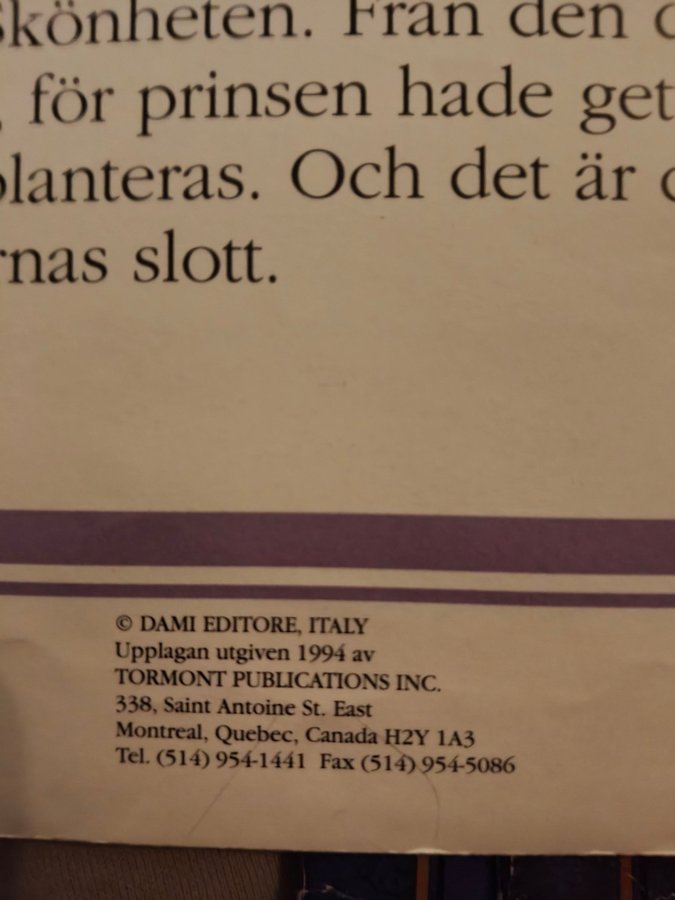 Skönheten. Från den
för prinsen hade
planteras. Och det är
slott.
© DAMI EDITORE, ITALY
Upplagan utgiven 1994 av
TORMONT PUBLICATIONS INC.
338, Saint Antoine St. East
Montreal, Quebec, Canada H2Y 1A3
Tel. (514) 954-1441 Fax (514) 954-5086